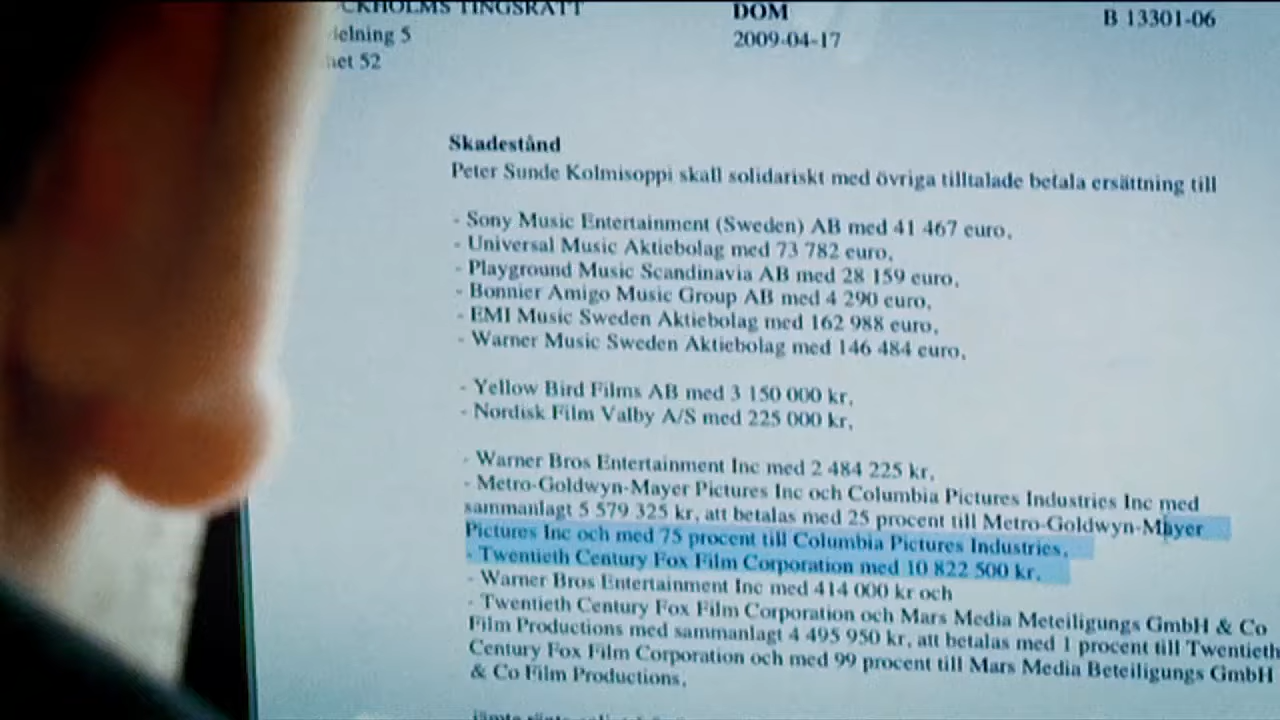 CKHOLMS TINGSRÄTT DOM B 13301-06
elning 5 2009-04-17
52
Skadestånd
Peter Sunde Kolmisoppi skall solidariskt med övriga tilltalade betala ersättning till
- Sony Music Entertainment (Sweden) AB med 41 467 euro,
- Universal Music Aktiebolag med 73 782 euro,
- Playground Music Scandinavia AB med 28 159 euro,
- Bonnier Amigo Music Group AB med 4 290 euro,
- EMI Music Sweden Aktiebolag med 162 988 euro,
- Warner Music Sweden Aktiebolag med 146 484 euro,
- Yellow Bird Films AB med 3 150 000 kr,
- Nordisk Film Valby A/S med 225 000 kr,
- Warner Bros Entertainment Inc med 2 484 225 kr,
- Metro-Goldwyn-Mayer Pictures Inc och Columbia Pictures Industries Inc med
sammanlagt 5 579 325 kr, att betalas med 25 procent till Metro-Goldwyn-Mayer
Pictures Inc och med 75 procent till Columbia Pictures Industries,
- Twentieth Century Fox Film Corporation med 10 822 500 kr,
- Warner Bros Entertainment Inc med 414 000 kr och
- Twentieth Century Fox Film Corporation och Mars Media Meteiligungs GmbH & Co
Film Productions med sammanlagt 4 495 950 kr, att betalas med 1 procent till Twentieth
Century Fox Film Corporation och med 99 procent till Mars Media Beteiligungs GmbH
& Co Film Productions,